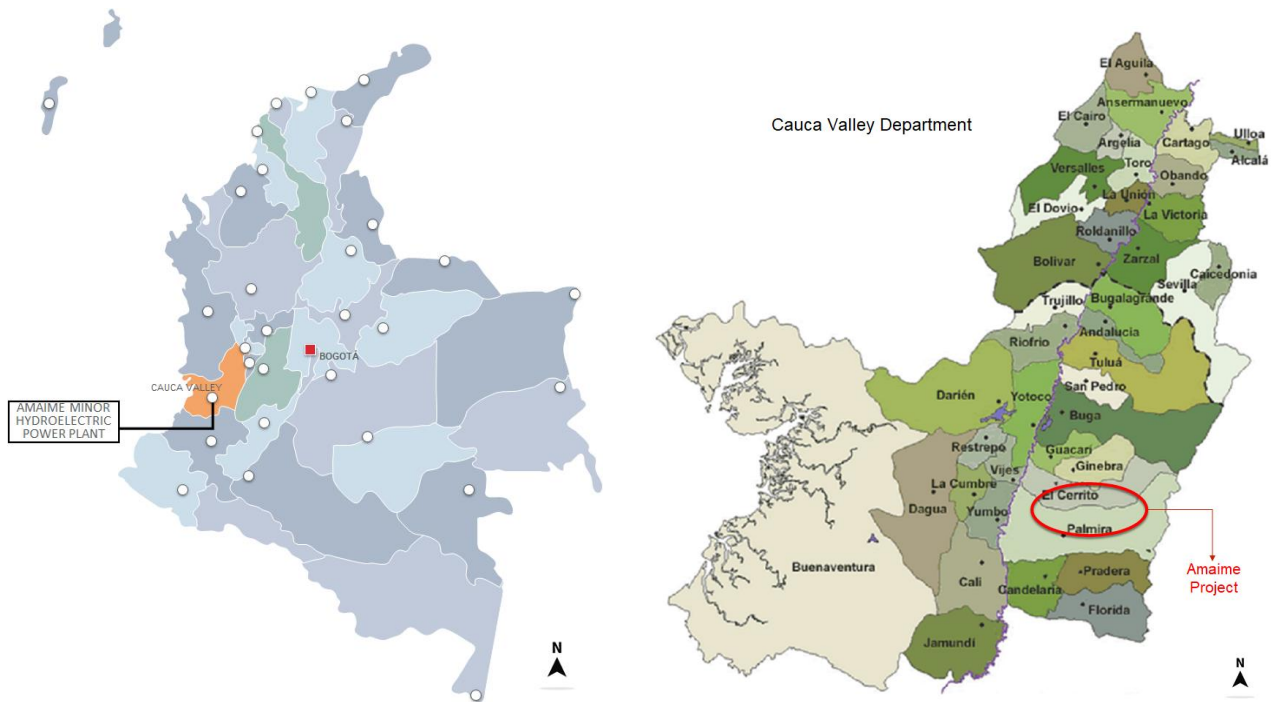 BOGOTÁ
CAUCA VALLEY
AMAIME MINOR
HYDROELECTRIC
POWER PLANT
N
Cauca Valley Department
El Aguila
Ansermanuevo
El Cairo
Argelia
Cartago
Ulloa
Alcalá
Versalles
Toro
Obando
La Unión
El Dovio
La Victoria
Roldanillo
Zarzal
Bolivar
Caicedonia
Sevilla
Trujillo
Bugalagrande
Andalucia
Riofrio
Tuluá
San Pedro
Darién
Yotoco
Buga
Restrepo
Guacari
Ginebra
Vijes
La Cumbre
El Cerrito
Dagua
Yumbo
Palmira
Buenaventura
Cali
Candelaria
Pradera
Florida
Jamundi
Amaime
Project
N